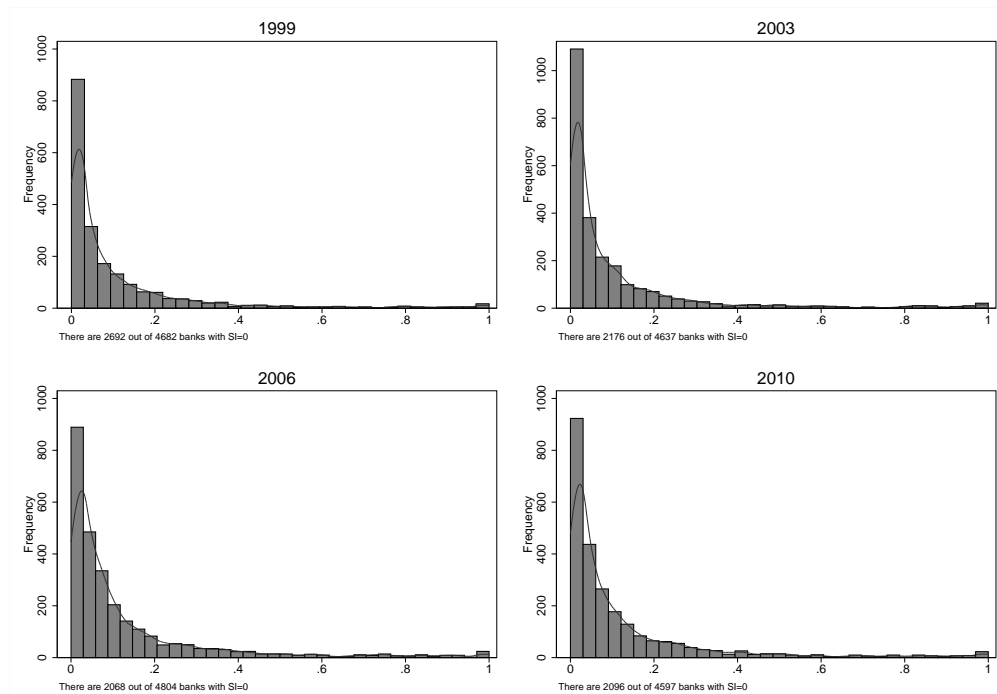 1999
Frequency
1000
800
600
400
200
0
0 .2 .4 .6 .8 1
There are 2692 out of 4682 banks with SI=0
2003
Frequency
1000
800
600
400
200
0
0 .2 .4 .6 .8 1
There are 2176 out of 4637 banks with SI=0
2006
Frequency
1000
800
600
400
200
0
0 .2 .4 .6 .8 1
There are 2068 out of 4804 banks with SI=0
2010
Frequency
1000
800
600
400
200
0
0 .2 .4 .6 .8 1
There are 2096 out of 4597 banks with SI=0